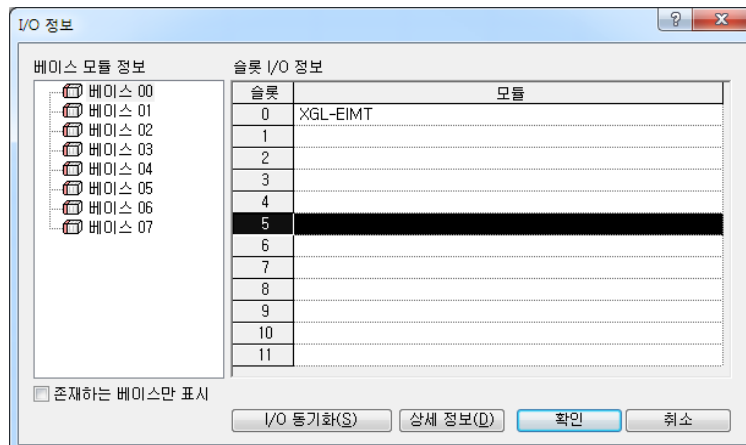 I/O 정보
베이스 모듈 정보
베이스 00
베이스 01
베이스 02
베이스 03
베이스 04
베이스 05
베이스 06
베이스 07
존재하는 베이스만 표시
슬롯 I/O 정보
슬롯 모듈
0 XGL-EIMT
1
2
3
4
5
6
7
8
9
10
11
I/O 동기화(S) 상세 정보(D) 확인 취소